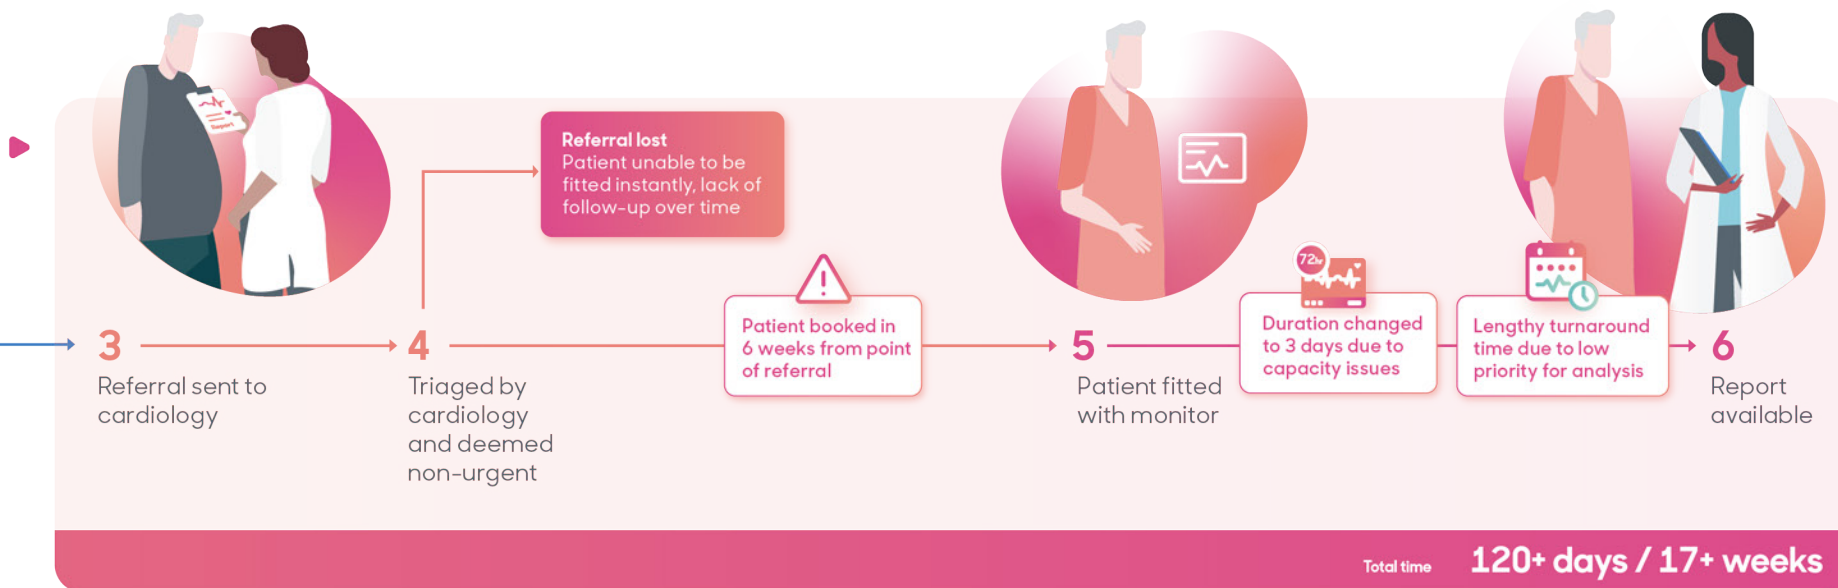 Report
Referral lost
Patient unable to be
fitted instantly, lack of
follow-up over time
3
Referral sent to
cardiology
4
Triaged by
cardiology
and deemed
non-urgent
Patient booked in
6 weeks from point
of referral
5
Patient fitted
with monitor
72hr
Duration changed
to 3 days due to
capacity issues
Lengthy turnaround
time due to low
priority for analysis
6
Report
available
Total time 120+ days / 17+ weeks